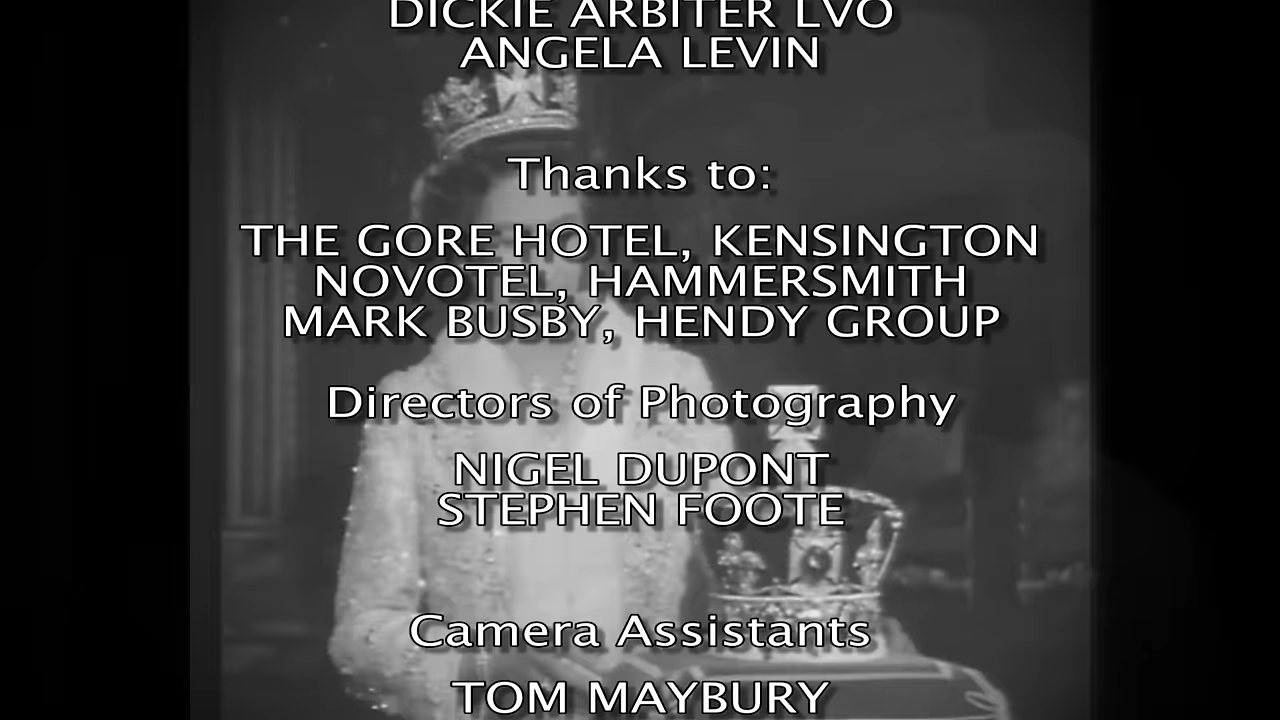 DICKIE ARBITER LVO
ANGELA LEVIN
Thanks to:
THE GORE HOTEL, KENSINGTON
NOVOTEL, HAMMERSMITH
MARK BUSBY, HENDY GROUP
Directors of Photography
NIGEL DUPONT
STEPHEN FOOTE
Camera Assistants
TOM MAYBURY